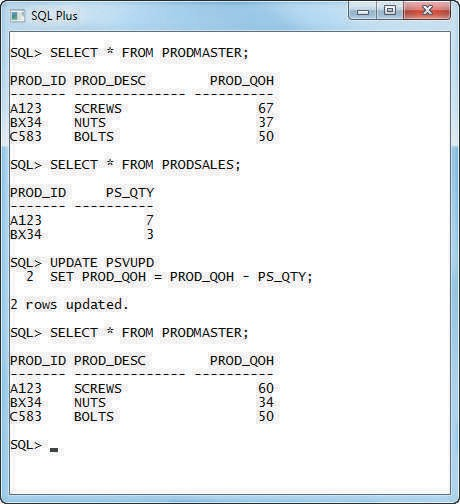 SQL Plus
SQL> SELECT * FROM PRODMASTER;
PROD_ID PROD_DESC PROD_QOH
------- -------------- ----------
A123 SCREWS 67
BX34 NUTS 37
C583 BOLTS 50
SQL> SELECT * FROM PRODSALES;
PROD_ID PS_QTY
------- ----------
A123 7
BX34 3
SQL> UPDATE PSVUPD
2 SET PROD_QOH = PROD_QOH - PS_QTY;
2 rows updated.
SQL> SELECT * FROM PRODMASTER;
PROD_ID PROD_DESC PROD_QOH
------- -------------- ----------
A123 SCREWS 60
BX34 NUTS 34
C583 BOLTS 50
SQL> _